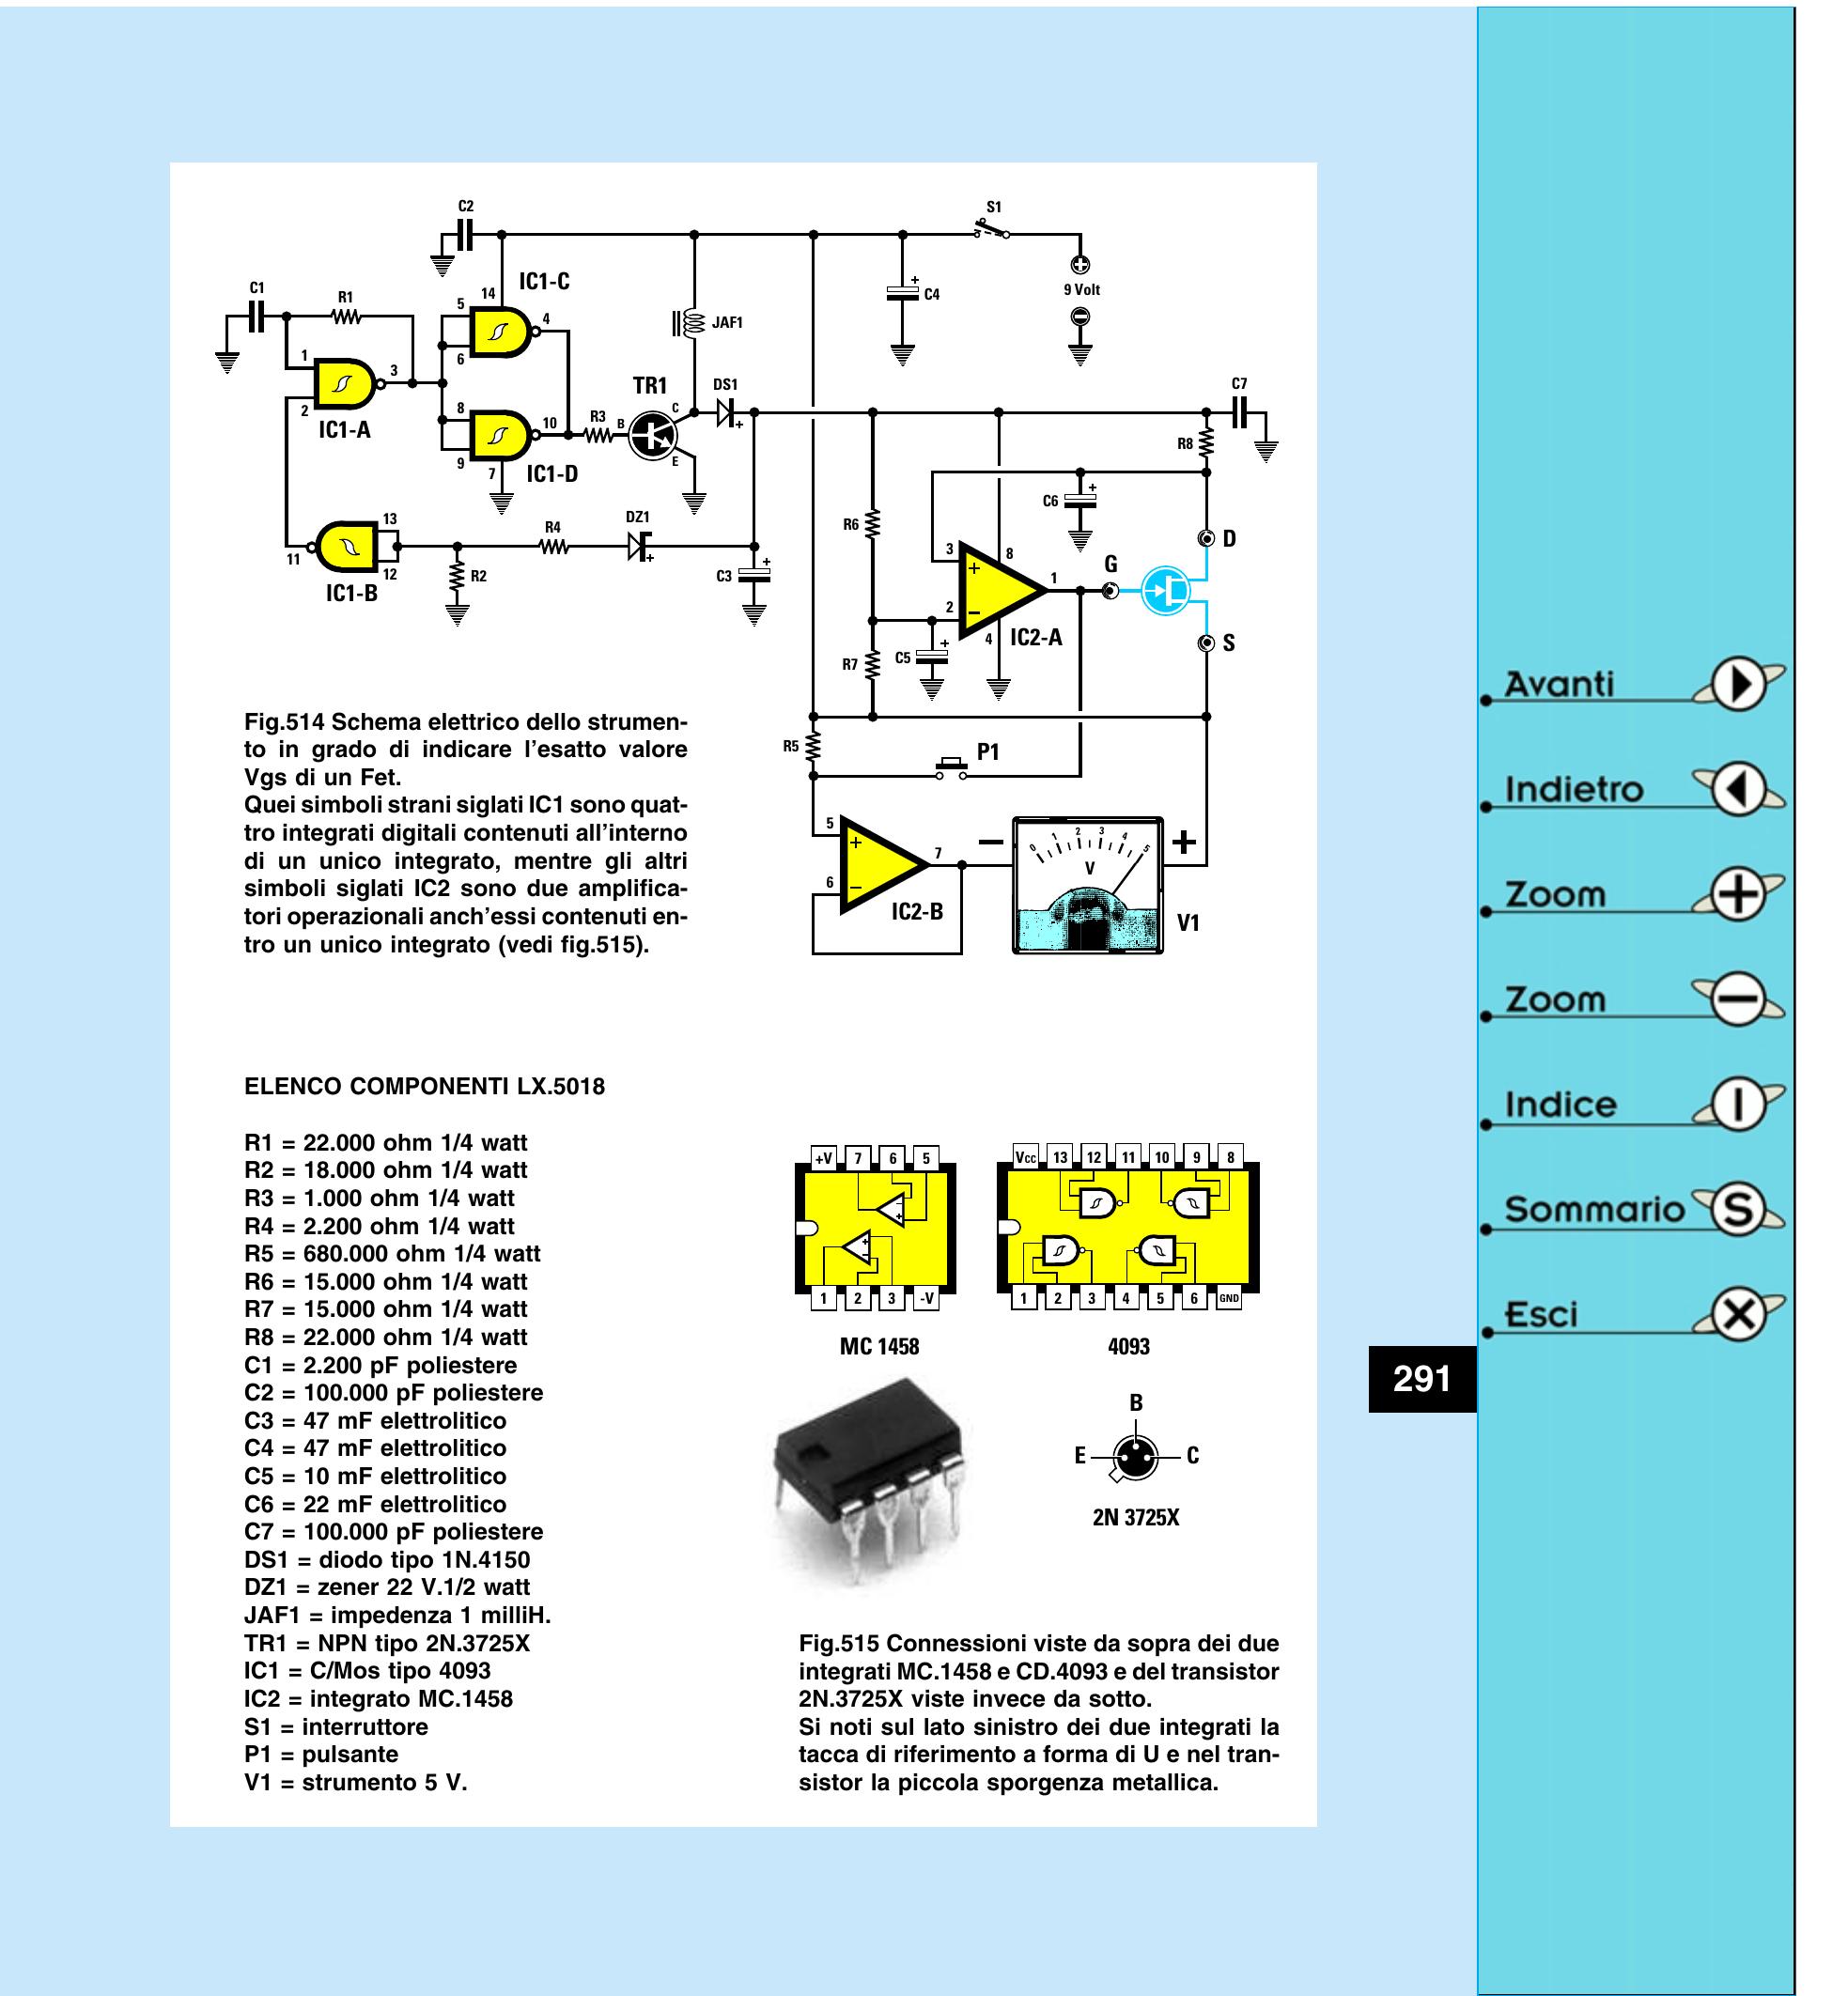 C2
S1
C1
R1
IC1-C
14
5
4
6
+
C4
9 Volt
JAF1
1
3
2
IC1-A
8
10
9
7
IC1-D
R3
B
TR1
C
E
DS1
+
C7
R8
C6
+
D
R6
3
+
8
G
1
2
−
4
IC2-A
S
R7
C5
+
13
11
12
IC1-B
R4
DZ1
+
R2
C3
+
R5
P1
5
+
7
6
−
IC2-B
−
0 1 2 3 4 5
V
+
V1
Fig.514 Schema elettrico dello strumen-
to in grado di indicare l'esatto valore
Vgs di un Fet.
Quei simboli strani siglati IC1 sono quat-
tro integrati digitali contenuti all'interno
di un unico integrato, mentre gli altri
simboli siglati IC2 sono due amplifica-
tori operazionali anch'essi contenuti en-
tro un unico integrato (vedi fig.515).
ELENCO COMPONENTI LX.5018
R1 = 22.000 ohm 1/4 watt
R2 = 18.000 ohm 1/4 watt
R3 = 1.000 ohm 1/4 watt
R4 = 2.200 ohm 1/4 watt
R5 = 680.000 ohm 1/4 watt
R6 = 15.000 ohm 1/4 watt
R7 = 15.000 ohm 1/4 watt
R8 = 22.000 ohm 1/4 watt
C1 = 2.200 pF poliestere
C2 = 100.000 pF poliestere
C3 = 47 mF elettrolitico
C4 = 47 mF elettrolitico
C5 = 10 mF elettrolitico
C6 = 22 mF elettrolitico
C7 = 100.000 pF poliestere
DS1 = diodo tipo 1N.4150
DZ1 = zener 22 V.1/2 watt
JAF1 = impedenza 1 milliH.
TR1 = NPN tipo 2N.3725X
IC1 = C/Mos tipo 4093
IC2 = integrato MC.1458
S1 = interruttore
P1 = pulsante
V1 = strumento 5 V.
+V 7 6 5
1 2 3 -V
MC 1458
Vcc 13 12 11 10 9 8
1 2 3 4 5 6 GND
4093
B
E C
2N 3725X
Fig.515 Connessioni viste da sopra dei due
integrati MC.1458 e CD.4093 e del transistor
2N.3725X viste invece da sotto.
Si noti sul lato sinistro dei due integrati la
tacca di riferimento a forma di U e nel tran-
sistor la piccola sporgenza metallica.
291
Avanti
Indietro
Zoom +
Zoom −
Indice I
Sommario S
Esci X